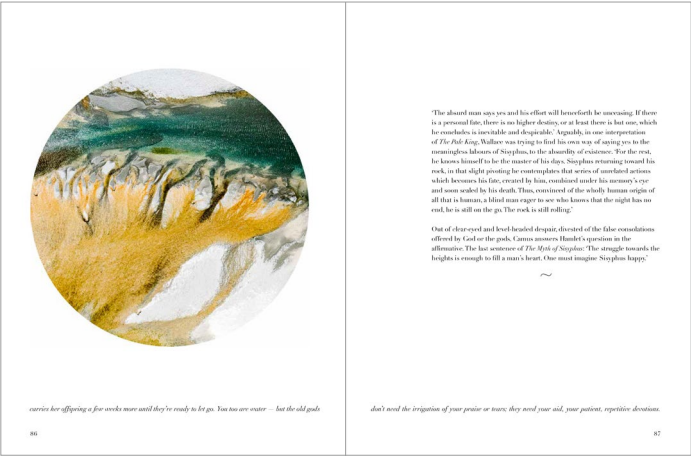 carries her offspring a few weeks more until they're ready to let go. You too are water — but the old gods
86
'The absurd man says yes and his effort will henceforth be unceasing. If there
is a personal fate, there is no higher destiny, or at least there is but one, which
he concludes is inevitable and despicable.' Arguably, in one interpretation
of The Pale King, Wallace was trying to find his own way of saying yes to the
meaningless labours of Sisyphus, to the absurdity of existence. 'For the rest,
he knows himself to be the master of his days. Sisyphus returning toward his
rock, in that slight pivoting he contemplates that series of unrelated actions
which becomes his fate, created by him, combined under his memory's eye
and soon sealed by his death. Thus, convinced of the wholly human origin of
all that is human, a blind man eager to see who knows that the night has no
end, he is still on the go. The rock is still rolling.'
Out of clear-eyed and level-headed despair, divested of the false consolations
offered by God or the gods, Camus answers Hamlet's question in the
affirmative. The last sentence of The Myth of Sisyphus: 'The struggle towards the
heights is enough to fill a man's heart. One must imagine Sisyphus happy.'
~
don't need the irrigation of your praise or tears; they need your aid, your patient, repetitive devotions.
87